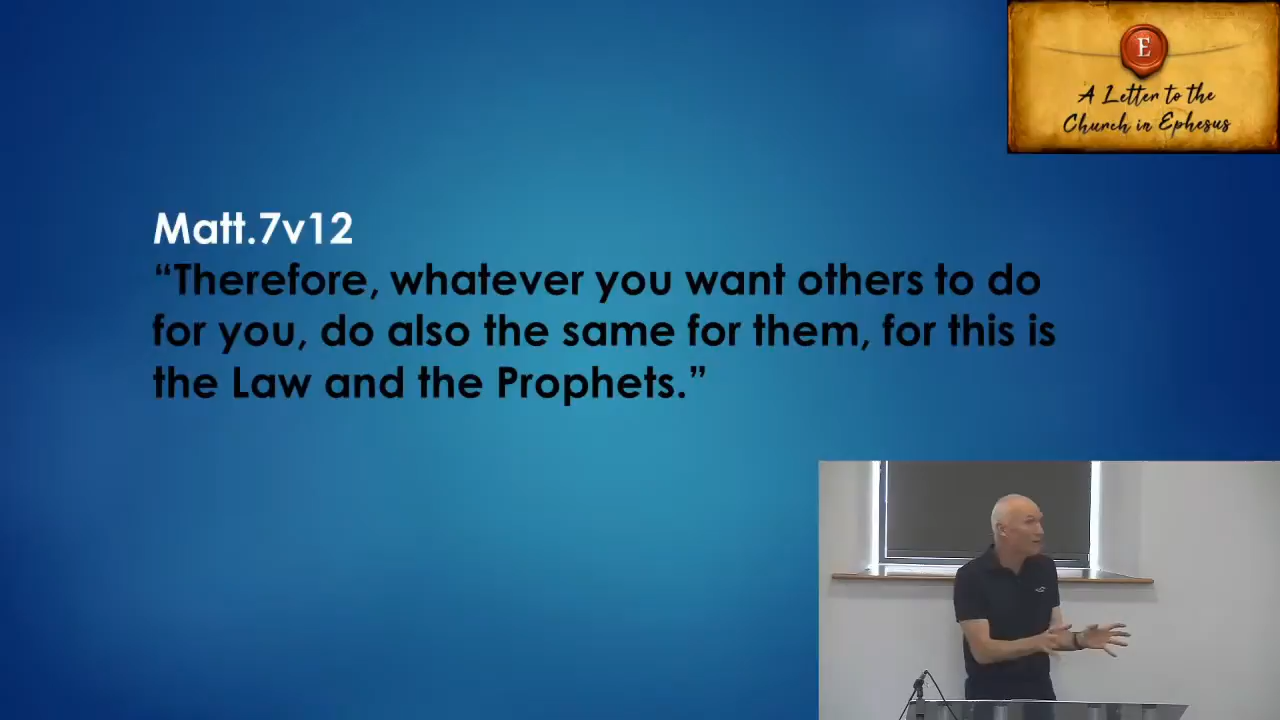 E
A Letter to the
Church in Ephesus
Matt.7v12
“Therefore, whatever you want others to do
for you, do also the same for them, for this is
the Law and the Prophets.”